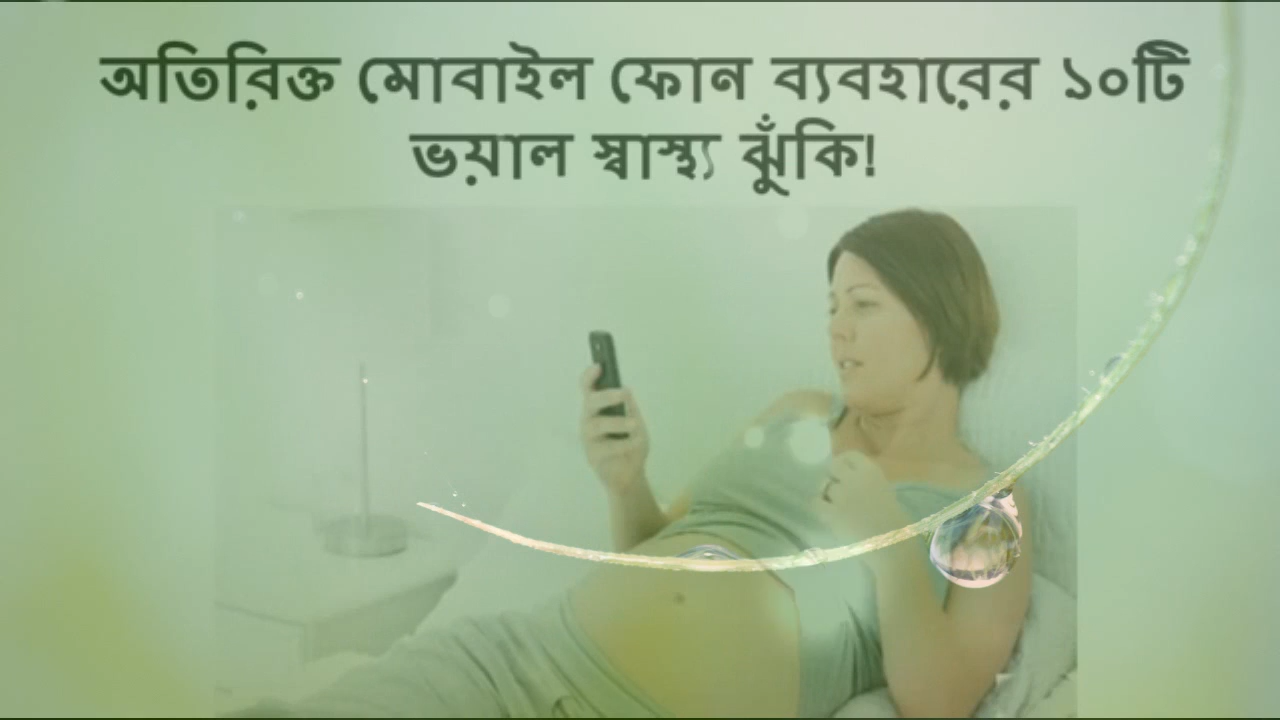 অতিরিক্ত মোবাইল ফোন ব্যবহারের ১০টি
ভয়াল স্বাস্থ্য ঝুঁকি!